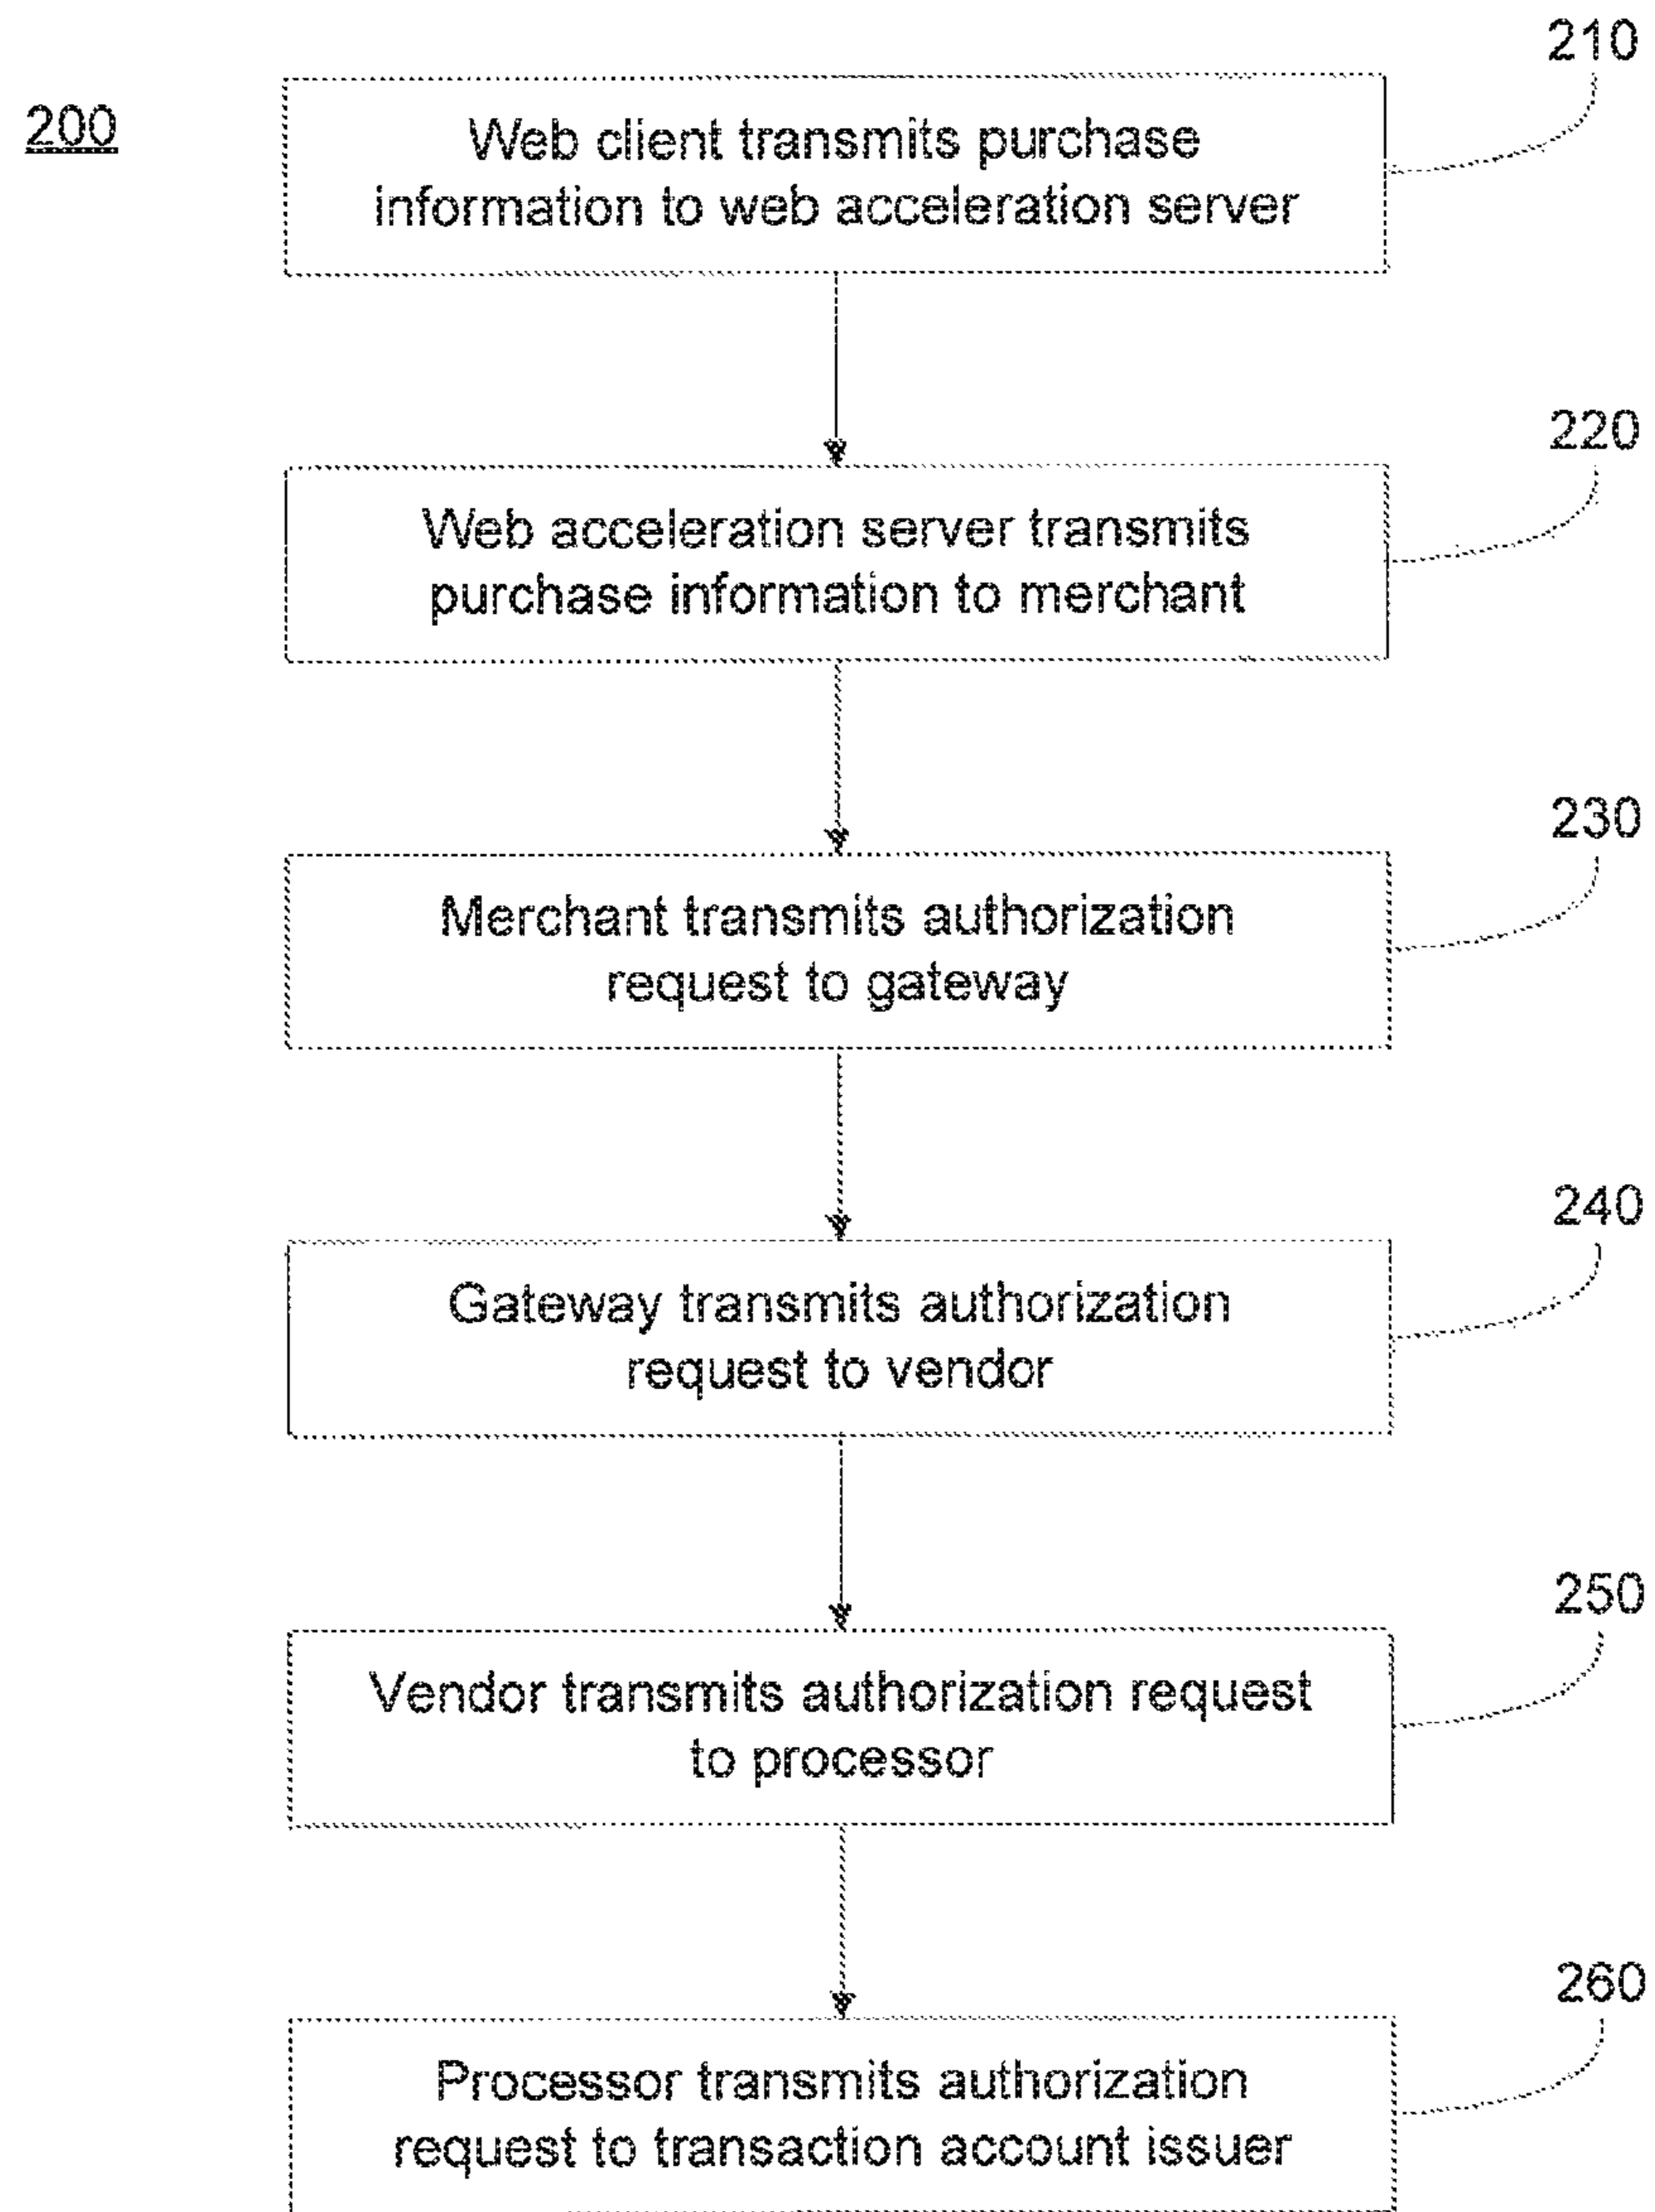 210
200
Web client transmits purchase
information to web acceleration server
220
Web acceleration server transmits
purchase information to merchant
230
Merchant transmits authorization
request to gateway
240
Gateway transmits authorization
request to vendor
250
Vendor transmits authorization request
to processor
260
Processor transmits authorization
request to transaction account issuer